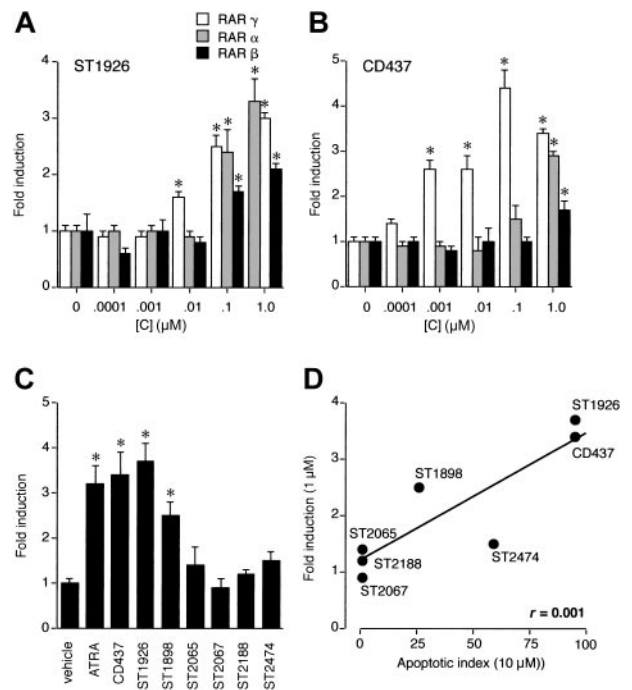 A
RAR γ
RAR α
RAR β
ST1926
Fold induction
4
3
2
1
0
* * * * * * *
0 .0001 .001 .01 .1 1.0
[C] (µM)
B
CD437
Fold induction
5
4
3
2
1
0
* * * * * *
0 .0001 .001 .01 .1 1.0
[C] (µM)
C
Fold induction
5
4
3
2
1
0
* * * *
vehicle
ATRA
CD437
ST1926
ST1898
ST2065
ST2067
ST2188
ST2474
D
Fold induction (1 µM)
4
3
2
1
0
ST1926
CD437
ST1898
ST2065
ST2474
ST2188
ST2067
r = 0.001
0 25 50 75 100
Apoptotic index (10 µM))